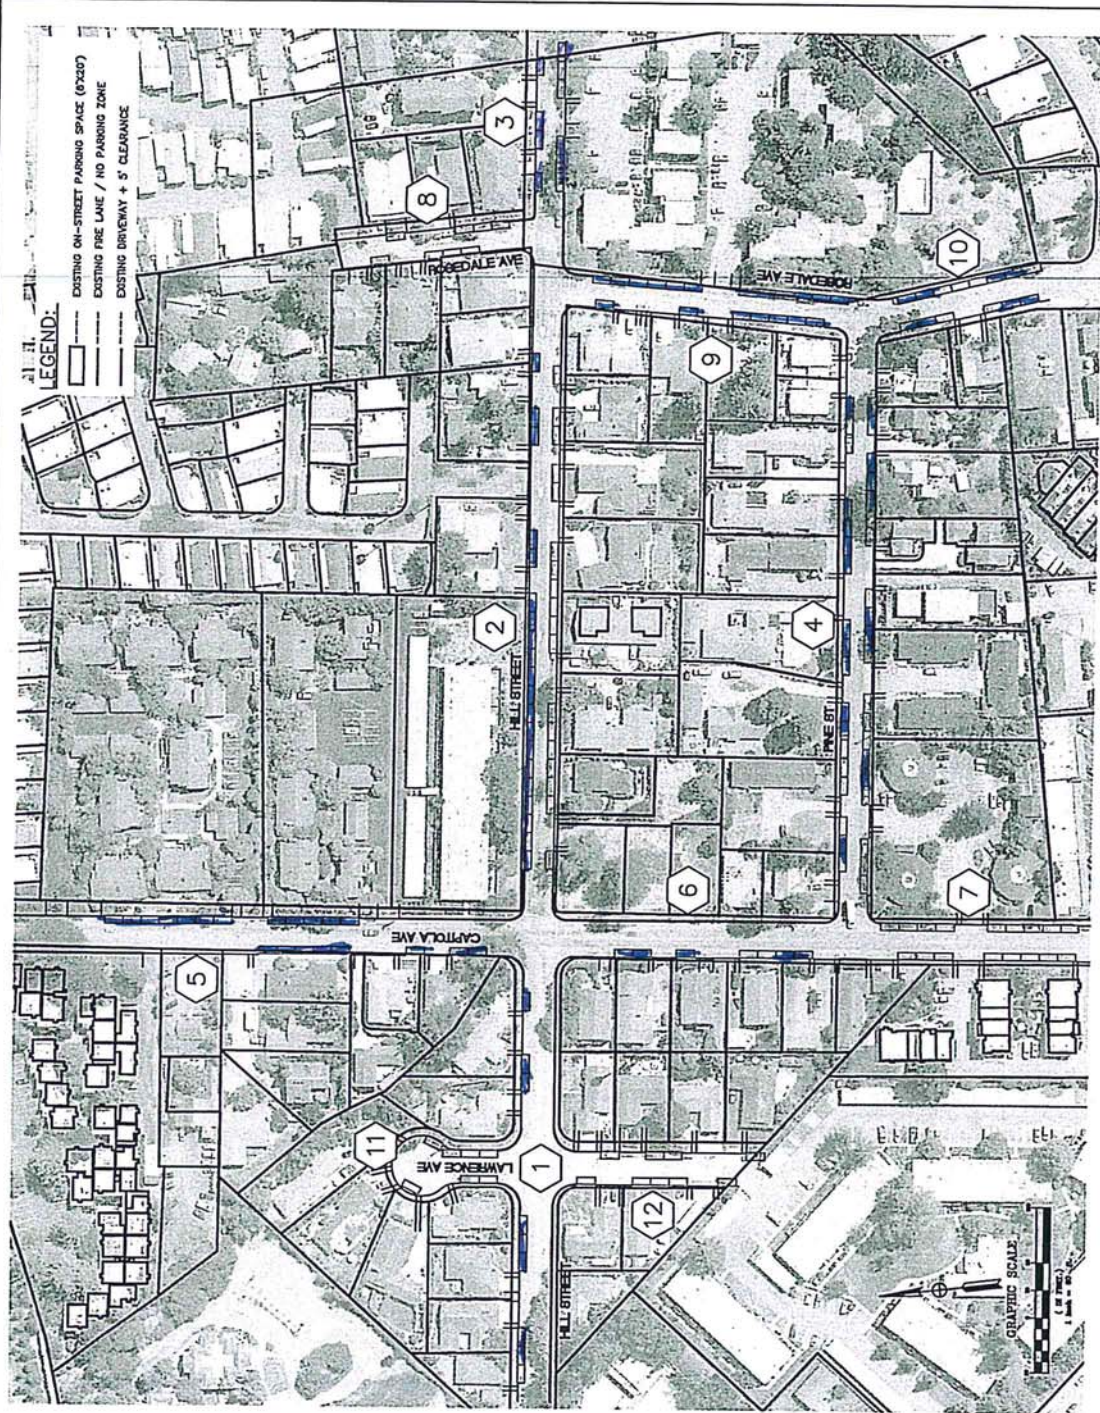 LEGEND:
EXISTING ON-STREET PARKING SPACE (8'X20')
EXISTING FIRE LANE / NO PARKING ZONE
EXISTING DRIVEWAY + 5' CLEARANCE
3
8
ROSEDALE AVE
10
ROSEDALE AVE
9
2
HILL STREET
4
PINE ST
6
7
CAPITOLA AVE
5
11
LAWRENCE AVE
1
12
HILL STREET
GRAPHIC SCALE
( IN FEET )